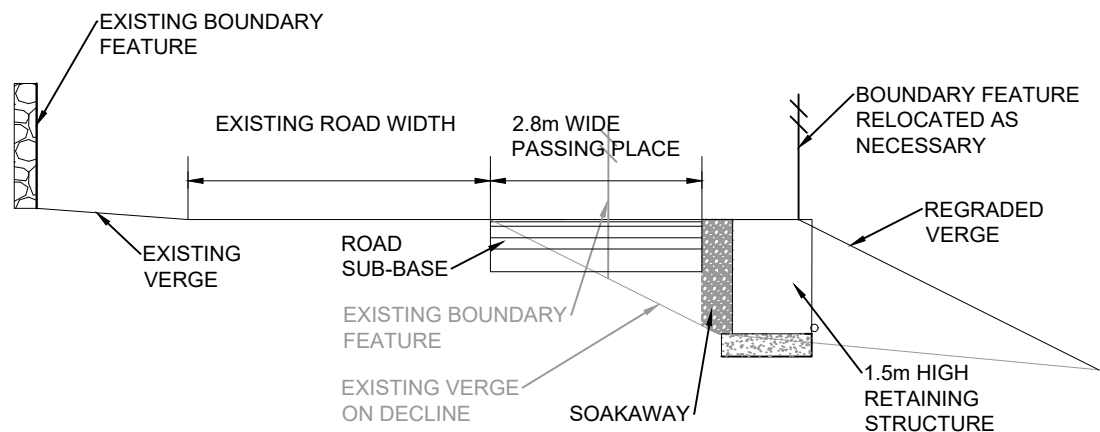 EXISTING BOUNDARY
FEATURE
EXISTING ROAD WIDTH
2.8m WIDE
PASSING PLACE
BOUNDARY FEATURE
RELOCATED AS
NECESSARY
EXISTING
VERGE
ROAD
SUB-BASE
REGRADED
VERGE
EXISTING BOUNDARY
FEATURE
EXISTING VERGE
ON DECLINE
SOAKAWAY
1.5m HIGH
RETAINING
STRUCTURE